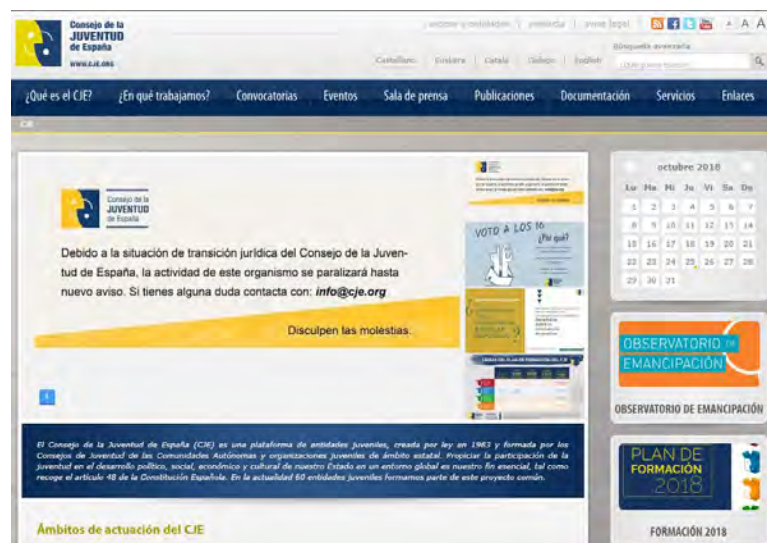 Consejo de la
JUVENTUD
de España
www.cje.org
contacta | aviso legal
A A A
Búsqueda avanzada
Castellano | Euskera | Català | Galego | English
¿Qué es el CJE? ¿En qué trabajamos? Convocatorias Eventos Sala de prensa Publicaciones Documentación Servicios Enlaces
CJE
Consejo de la
JUVENTUD
de España
Debido a la situación de transición jurídica del Consejo de la Juven-
tud de España, la actividad de este organismo se paralizará hasta
nuevo aviso. Si tienes alguna duda contacta con: info@cje.org
Disculpen las molestias.
VOTO A LOS 16
¿Por qué?
El Consejo de la Juventud de España (CJE) es una plataforma de entidades juveniles, creada por ley en 1983 y formada por los
Consejos de Juventud de las Comunidades Autónomas y organizaciones juveniles de ámbito estatal. Propiciar la participación de la
juventud en el desarrollo político, social, económico y cultural de nuestro Estado en un entorno global es nuestro fin esencial, tal como
recoge el artículo 48 de la Constitución Española. En la actualidad 60 entidades juveniles formamos parte de este proyecto común.
Ámbitos de actuación del CJE
octubre 2018
Lu Ma Mi Ju Vi Sa Do
1 2 3 4 5 6 7
8 9 10 11 12 13 14
15 16 17 18 19 20 21
22 23 24 25 26 27 28
29 30 31
OBSERVATORIO DE
EMANCIPACIÓN
OBSERVATORIO DE EMANCIPACIÓN
PLAN DE
FORMACIÓN
2018
FORMACIÓN 2018